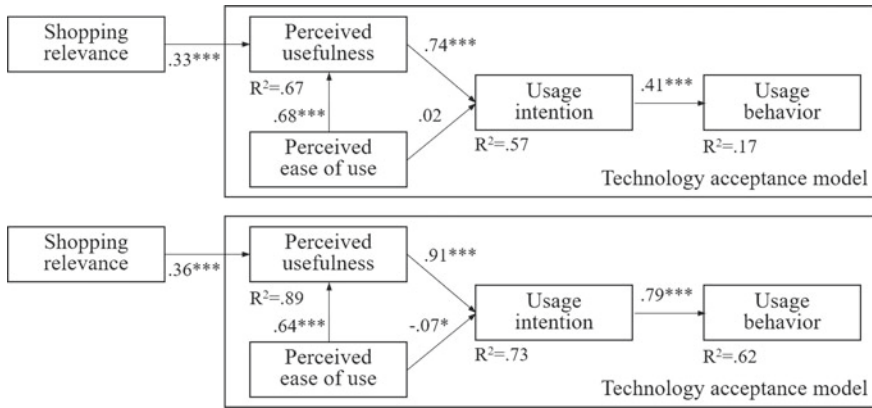 Shopping
relevance
.33***
Perceived
usefulness
R²=.67
.74***
.68***
.02
Perceived
ease of use
Usage
intention
R²=.57
.41***
Usage
behavior
R²=.17
Technology acceptance model
Shopping
relevance
.36***
Perceived
usefulness
R²=.89
.91***
.64***
-.07*
Perceived
ease of use
Usage
intention
R²=.73
.79***
Usage
behavior
R²=.62
Technology acceptance model